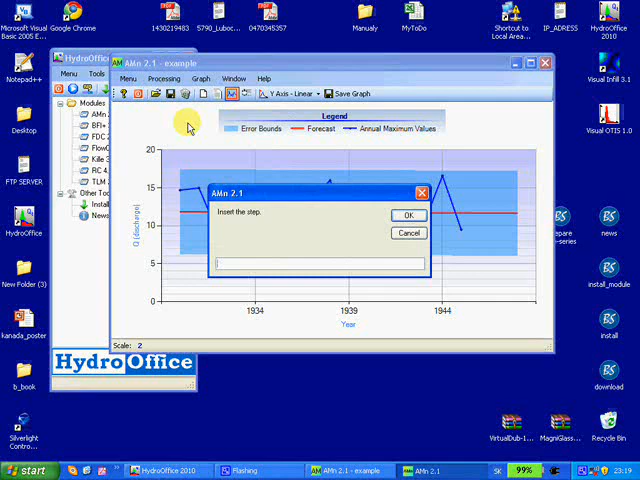 Microsoft Visual
Basic 2005 E...
Google Chrome
1430219483
5790_Luboc...
0470345357
Manualy
MyToDo
Shortcut to
Local Area...
IP_ADRESS
HydroOffice
2010
Notepad++
Desktop
FTP SERVER
HydroOffice
New Folder (3)
kanada_poster
b_book
Silverlight
Contro...
HydroOffice
Menu
Tools
Modules
AMn
BFI+
FDC 2
FlowC
Kille 3
RC 4.
TLM 2
Other Too
Install
News
Hydro Office
AMn 2.1 - example
Menu
Processing
Graph
Window
Help
Y Axis - Linear
Save Graph
Legend
Error Bounds
Forecast
Annual Maximum Values
20
15
10
5
0
Q (discharge)
1934
1939
1944
Year
Scale: 2
AMn 2.1
Insert the step.
OK
Cancel
Visual Infill 3.1
Visual OTIS 1.0
epare
-series
news
install_module
install
download
VirtualDub-1...
MagniGlass...
Recycle Bin
start
HydroOffice 2010
Flashing
AMn 2.1 - example
AMn 2.1
SK
99%
23:19